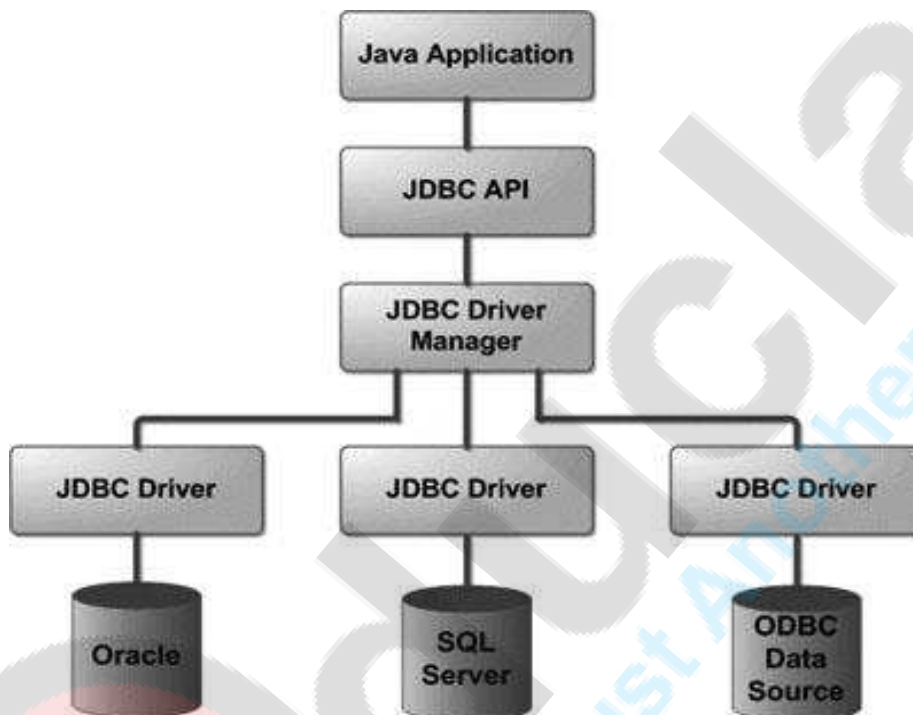 Java Application
JDBC API
JDBC Driver
Manager
JDBC Driver
JDBC Driver
JDBC Driver
Oracle
SQL
Server
ODBC
Data
Source